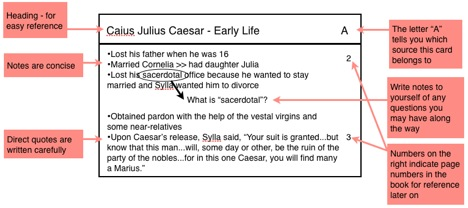 Heading - for
easy reference
Caius Julius Caesar - Early Life A
The letter “A”
tells you which
source this card
belongs to
Notes are concise
•Lost his father when he was 16
•Married Cornelia >> had daughter Julia
•Lost his sacerdotal office because he wanted to stay
married and Sylla wanted him to divorce
2
What is “sacerdotal”?
Write notes to
yourself of any
questions you
may have along
the way
•Obtained pardon with the help of the vestal virgins and
some near-relatives
•Upon Caesar’s release, Sylla said, “Your suit is granted...but
know that this man...will, some day or other, be the ruin of the
party of the nobles...for in this one Caesar, you will find many
a Marius.”
3
Direct quotes are
written carefully
Numbers on the
right indicate page
numbers in the
book for reference
later on